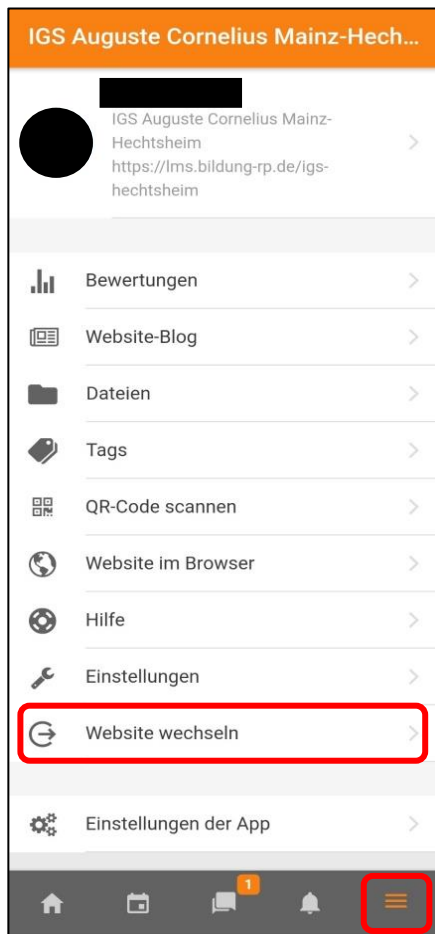 IGS Auguste Cornelius Mainz-Hech...
IGS Auguste Cornelius Mainz-
Hechtsheim
https://lms.bildung-rp.de/igs-
hechtsheim
Bewertungen
Website-Blog
Dateien
Tags
QR-Code scannen
Website im Browser
Hilfe
Einstellungen
Website wechseln
Einstellungen der App
1